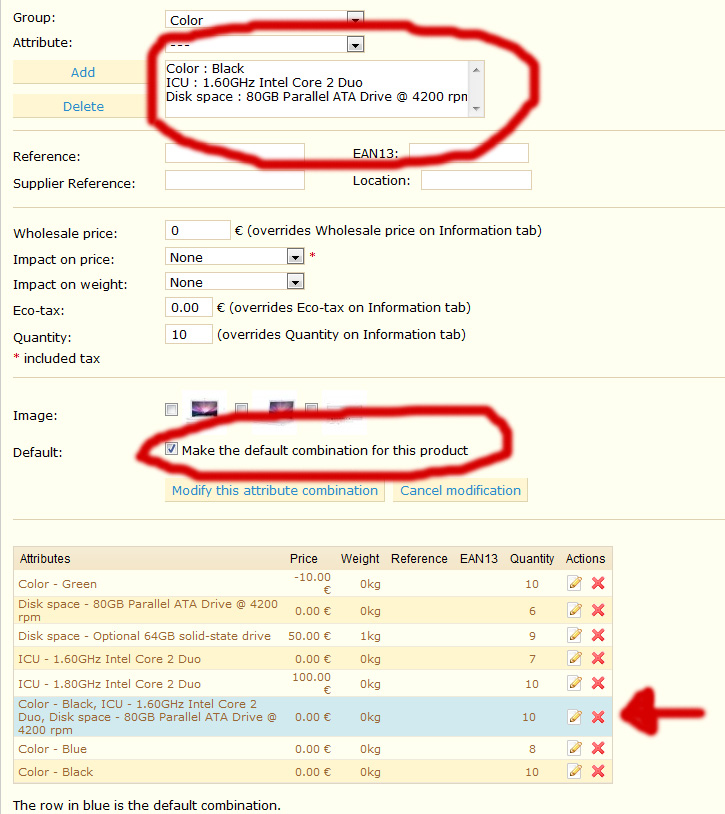 Group: Color
Attribute: ---
Add
Color : Black
ICU : 1.60GHz Intel Core 2 Duo
Delete
Disk space : 80GB Parallel ATA Drive @ 4200 rpm
Reference: EAN13:
Supplier Reference: Location:
Wholesale price: 0 € (overrides Wholesale price on Information tab)
Impact on price: None *
Impact on weight: None
Eco-tax: 0.00 € (overrides Eco-tax on Information tab)
Quantity: 10 (overrides Quantity on Information tab)
* included tax
Image:
Default: Make the default combination for this product
Modify this attribute combination Cancel modification
Attributes Price Weight Reference EAN13 Quantity Actions
Color - Green -10.00 € 0kg 10
Disk space - 80GB Parallel ATA Drive @ 4200
rpm 0.00 € 0kg 6
Disk space - Optional 64GB solid-state drive 50.00 € 1kg 9
ICU - 1.60GHz Intel Core 2 Duo 0.00 € 0kg 7
ICU - 1.80GHz Intel Core 2 Duo 100.00 € 0kg 10
Color - Black, ICU - 1.60GHz Intel Core 2
Duo, Disk space - 80GB Parallel ATA Drive @ 0.00 € 0kg 10
4200 rpm
Color - Blue 0.00 € 0kg 8
Color - Black 0.00 € 0kg 10
The row in blue is the default combination.